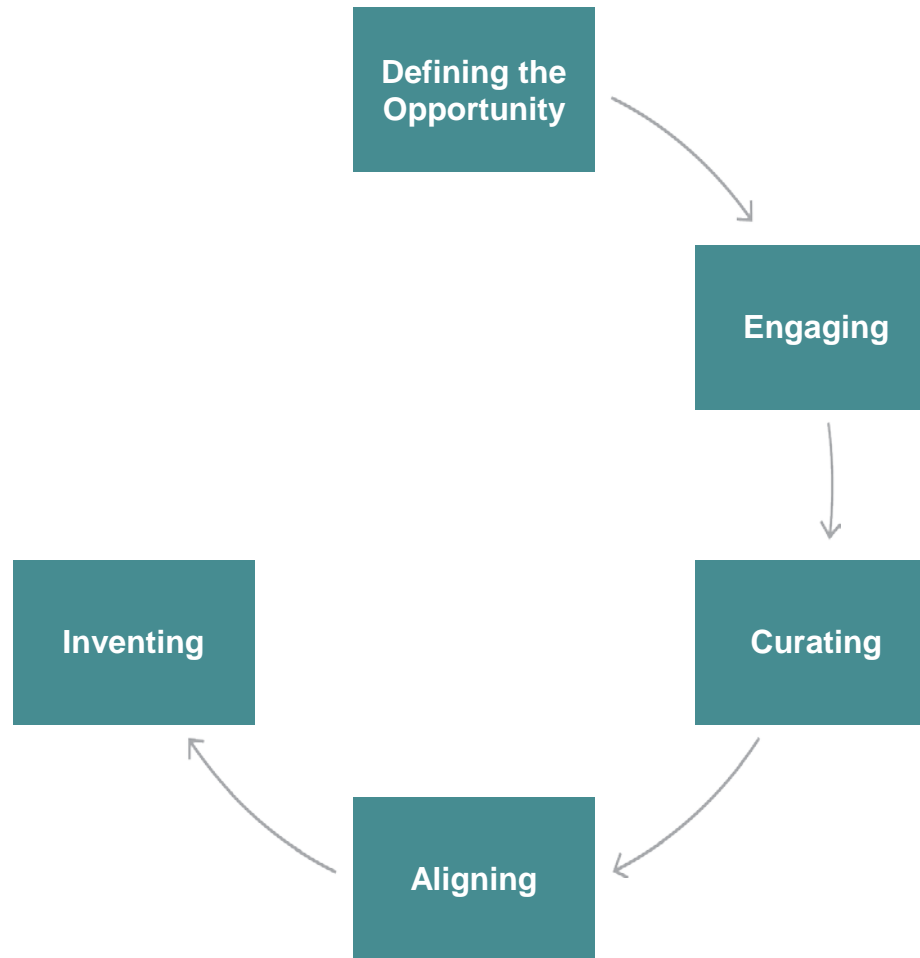 Defining the
Opportunity
Engaging
Curating
Aligning
Inventing